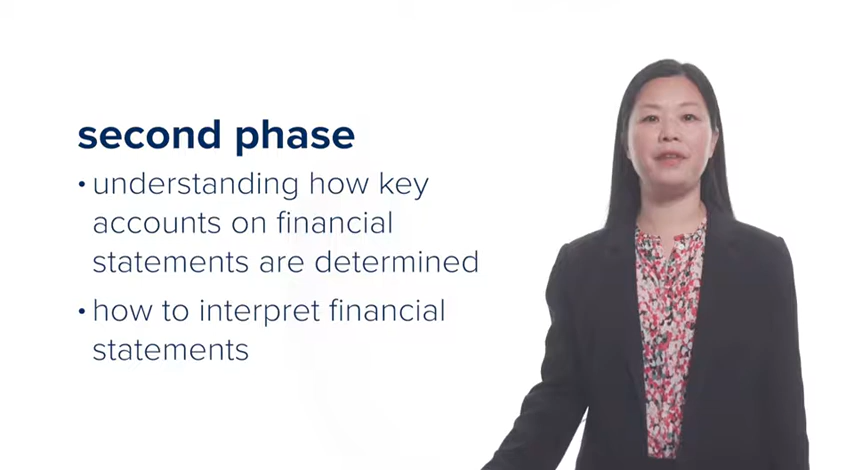 second phase
• understanding how key
accounts on financial
statements are determined
• how to interpret financial
statements